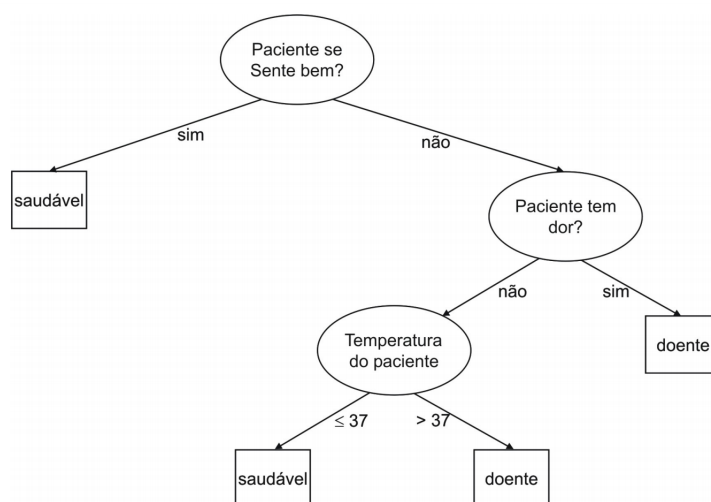 Paciente se
Sente bem?
sim
não
saudável
Paciente tem
dor?
não
sim
Temperatura
do paciente
doente
≤ 37
> 37
saudável
doente